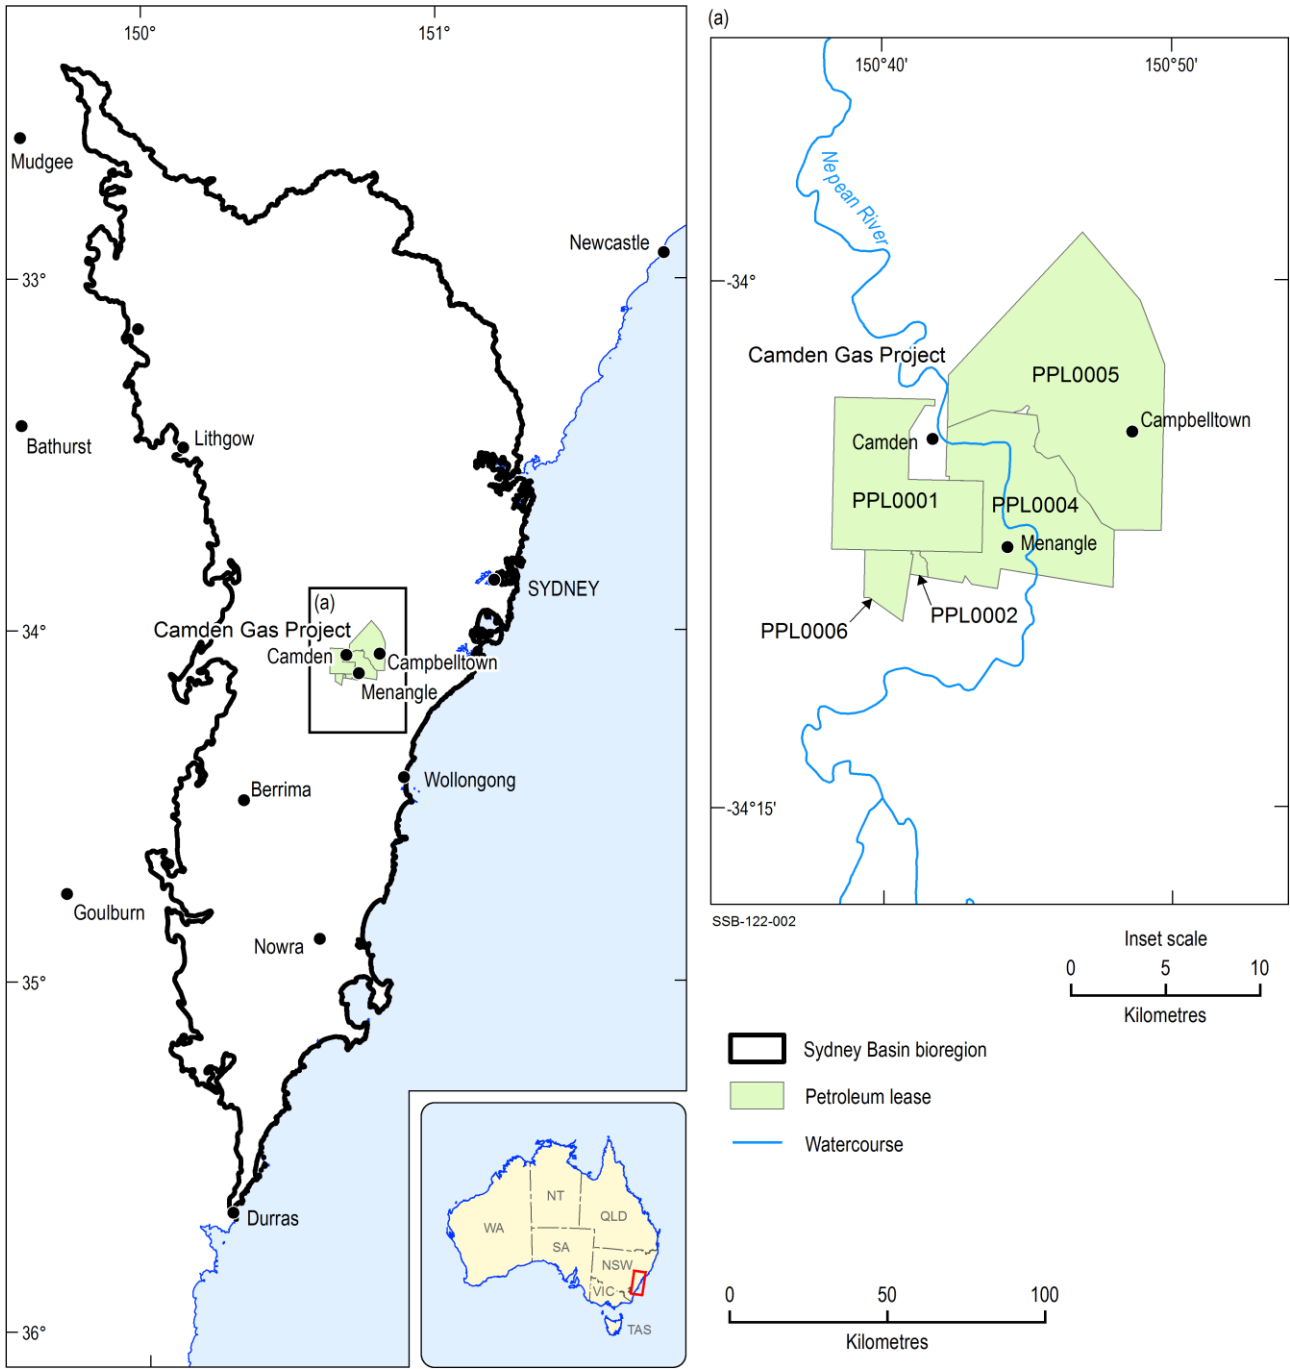 150°
151°
Mudgee
Newcastle
-33°
Bathurst
Lithgow
SYDNEY
(a)
-34°
Camden Gas Project
Camden
Campbelltown
Menangle
Berrima
Wollongong
Goulburn
Nowra
-35°
Durras
-36°
WA
NT
QLD
SA
NSW
VIC
TAS
(a)
150°40'
150°50'
Nepean River
-34°
Camden Gas Project
PPL0005
Campbelltown
Camden
PPL0001
PPL0004
Menangle
PPL0002
PPL0006
-34°15'
SSB-122-002
Inset scale
0 5 10
Kilometres
Sydney Basin bioregion
Petroleum lease
Watercourse
0 50 100
Kilometres